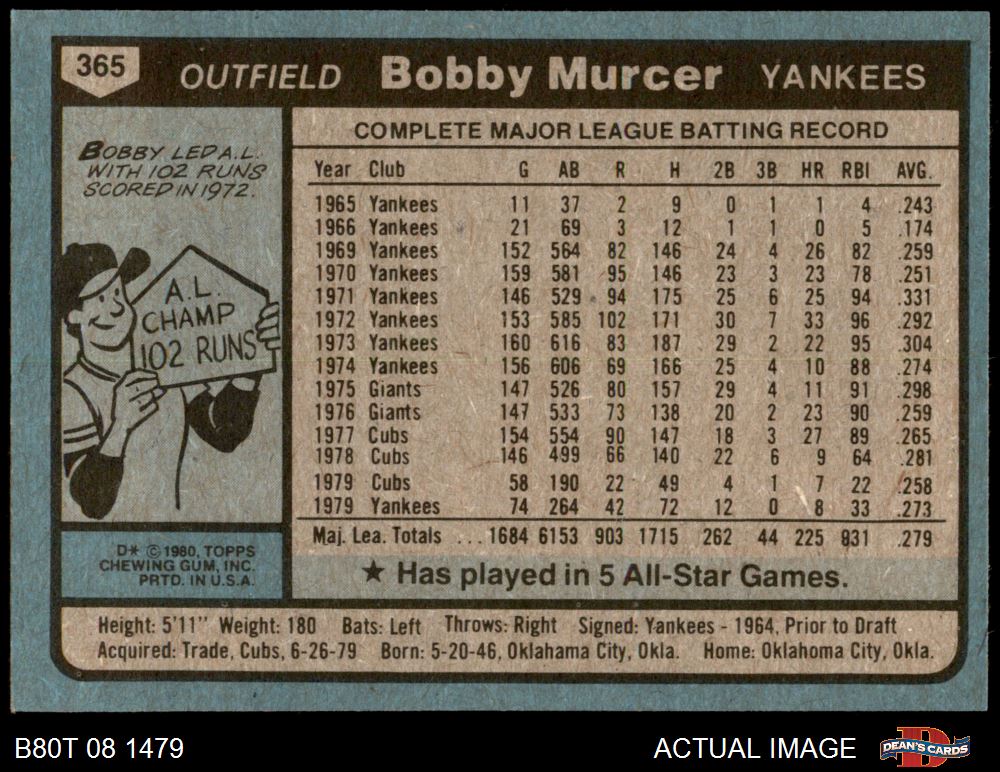 365 OUTFIELD Bobby Murcer YANKEES
BOBBY LED A.L.
WITH 102 RUNS
SCORED IN 1972.
A.L.
CHAMP
102 RUNS
D* © 1980, TOPPS
CHEWING GUM, INC.
PRTD. IN U.S.A.
COMPLETE MAJOR LEAGUE BATTING RECORD
Year Club G AB R H 2B 3B HR RBI AVG.
1965 Yankees 11 37 2 9 0 1 1 4 .243
1966 Yankees 21 69 3 12 1 1 0 5 .174
1969 Yankees 152 564 82 146 24 4 26 82 .259
1970 Yankees 159 581 95 146 23 3 23 78 .251
1971 Yankees 146 529 94 175 25 6 25 94 .331
1972 Yankees 153 585 102 171 30 7 33 96 .292
1973 Yankees 160 616 83 187 29 2 22 95 .304
1974 Yankees 156 606 69 166 25 4 10 88 .274
1975 Giants 147 526 80 157 29 4 11 91 .298
1976 Giants 147 533 73 138 20 2 23 90 .259
1977 Cubs 154 554 90 147 18 3 27 89 .265
1978 Cubs 146 499 66 140 22 6 9 64 .281
1979 Cubs 58 190 22 49 4 1 7 22 .258
1979 Yankees 74 264 42 72 12 0 8 33 .273
Maj. Lea. Totals ... 1684 6153 903 1715 262 44 225 831 .279
★ Has played in 5 All-Star Games.
Height: 5'11" Weight: 180 Bats: Left Throws: Right Signed: Yankees - 1964, Prior to Draft
Acquired: Trade, Cubs, 6-26-79 Born: 5-20-46, Oklahoma City, Okla. Home: Oklahoma City, Okla.
B80T 08 1479 ACTUAL IMAGE DEAN'S CARDS